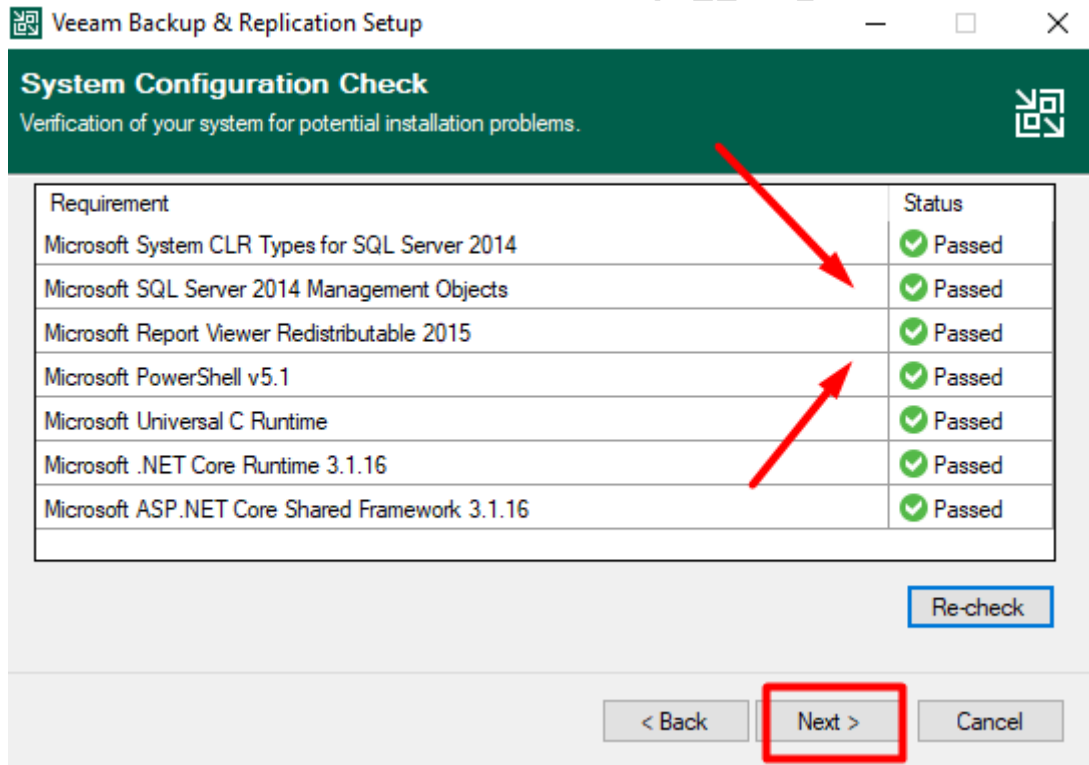 Veeam Backup & Replication Setup
System Configuration Check
Verification of your system for potential installation problems.
Requirement Status
Microsoft System CLR Types for SQL Server 2014 Passed
Microsoft SQL Server 2014 Management Objects Passed
Microsoft Report Viewer Redistributable 2015 Passed
Microsoft PowerShell v5.1 Passed
Microsoft Universal C Runtime Passed
Microsoft .NET Core Runtime 3.1.16 Passed
Microsoft ASP.NET Core Shared Framework 3.1.16 Passed
Re-check
< Back Next > Cancel